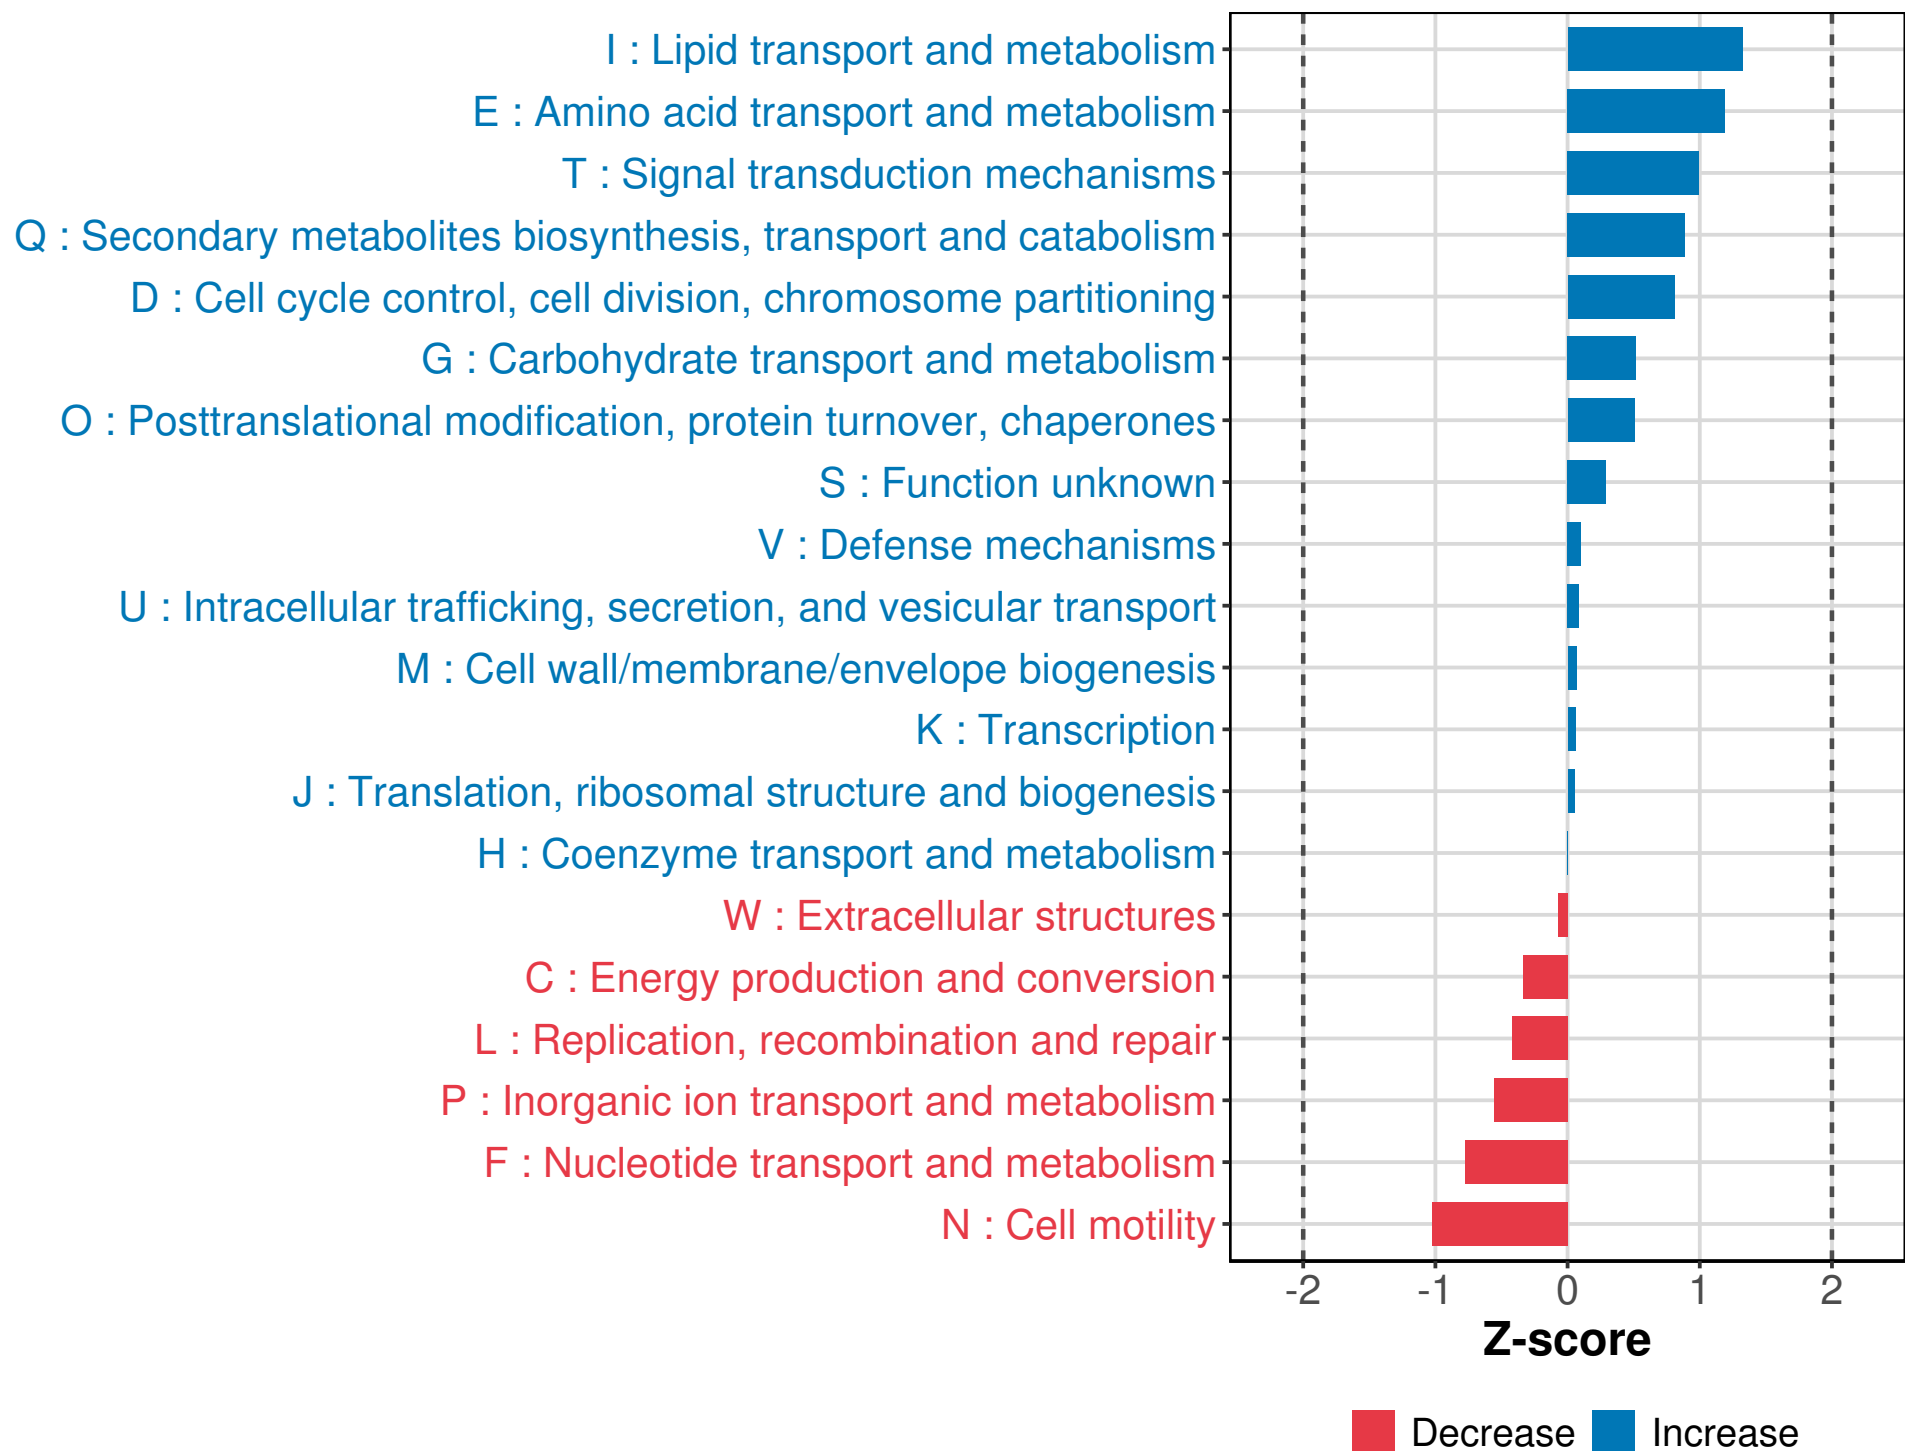 I : Lipid transport and metabolism
E : Amino acid transport and metabolism
T : Signal transduction mechanisms
Q : Secondary metabolites biosynthesis, transport and catabolism
D : Cell cycle control, cell division, chromosome partitioning
G : Carbohydrate transport and metabolism
O : Posttranslational modification, protein turnover, chaperones
S : Function unknown
V : Defense mechanisms
U : Intracellular trafficking, secretion, and vesicular transport
M : Cell wall/membrane/envelope biogenesis
K : Transcription
J : Translation, ribosomal structure and biogenesis
H : Coenzyme transport and metabolism
W : Extracellular structures
C : Energy production and conversion
L : Replication, recombination and repair
P : Inorganic ion transport and metabolism
F : Nucleotide transport and metabolism
N : Cell motility
-2 -1 0 1 2
Z-score
Decrease Increase